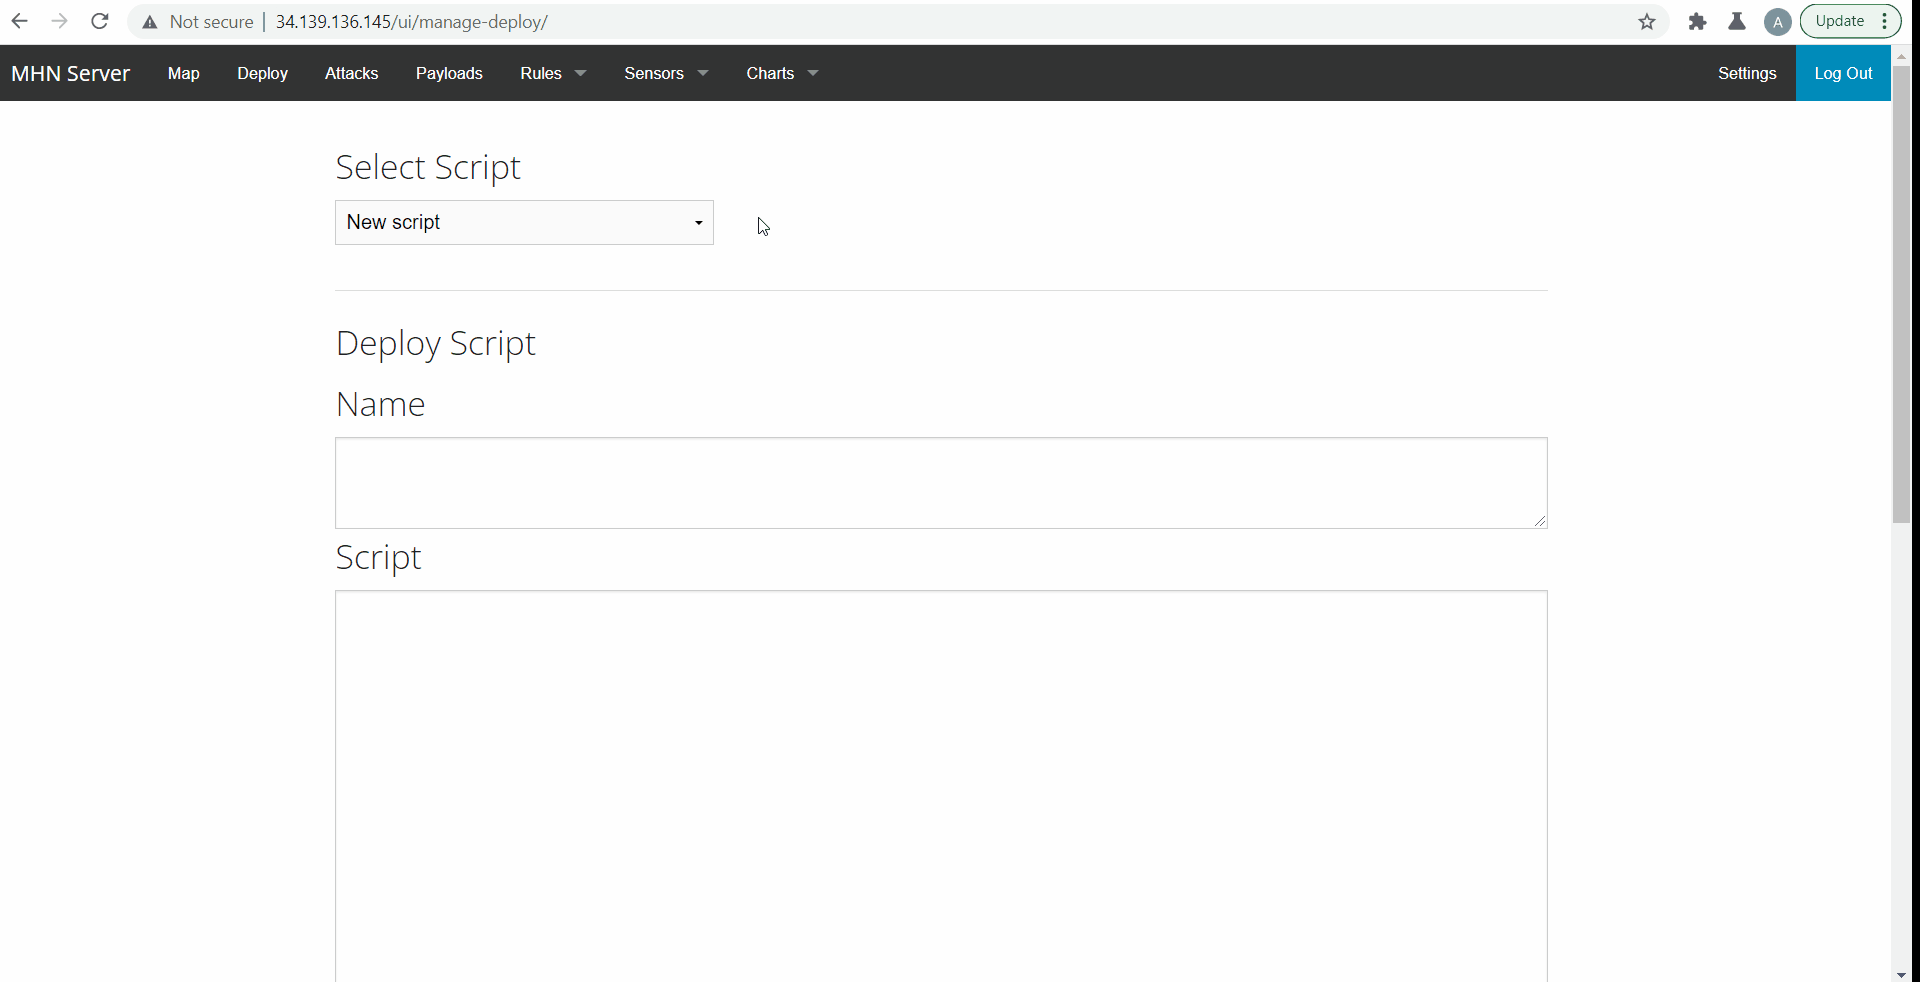 Not secure | 34.139.136.145/ui/manage-deploy/ A Update
MHN Server Map Deploy Attacks Payloads Rules Sensors Charts Settings Log Out
Select Script
New script
Deploy Script
Name
Script